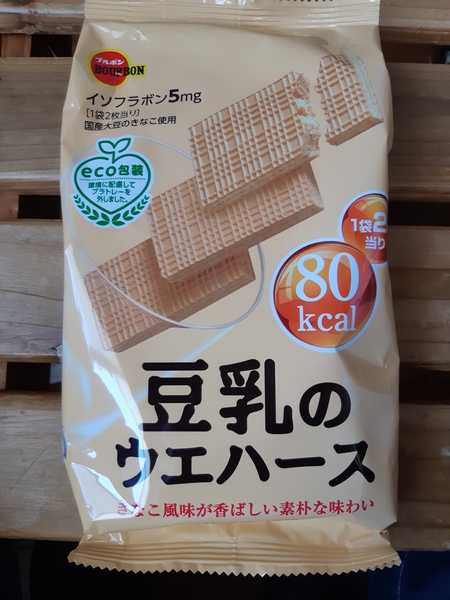 ブルボン
BOURBON
イソフラボン5mg
[1袋2枚当り]
国産大豆のきなこ使用
eco包装
環境に配慮して
プラトレーを
外しました。
1袋2
当り
80
kcal
豆乳の
ウエハース
きなこ風味が香ばしい素朴な味わい